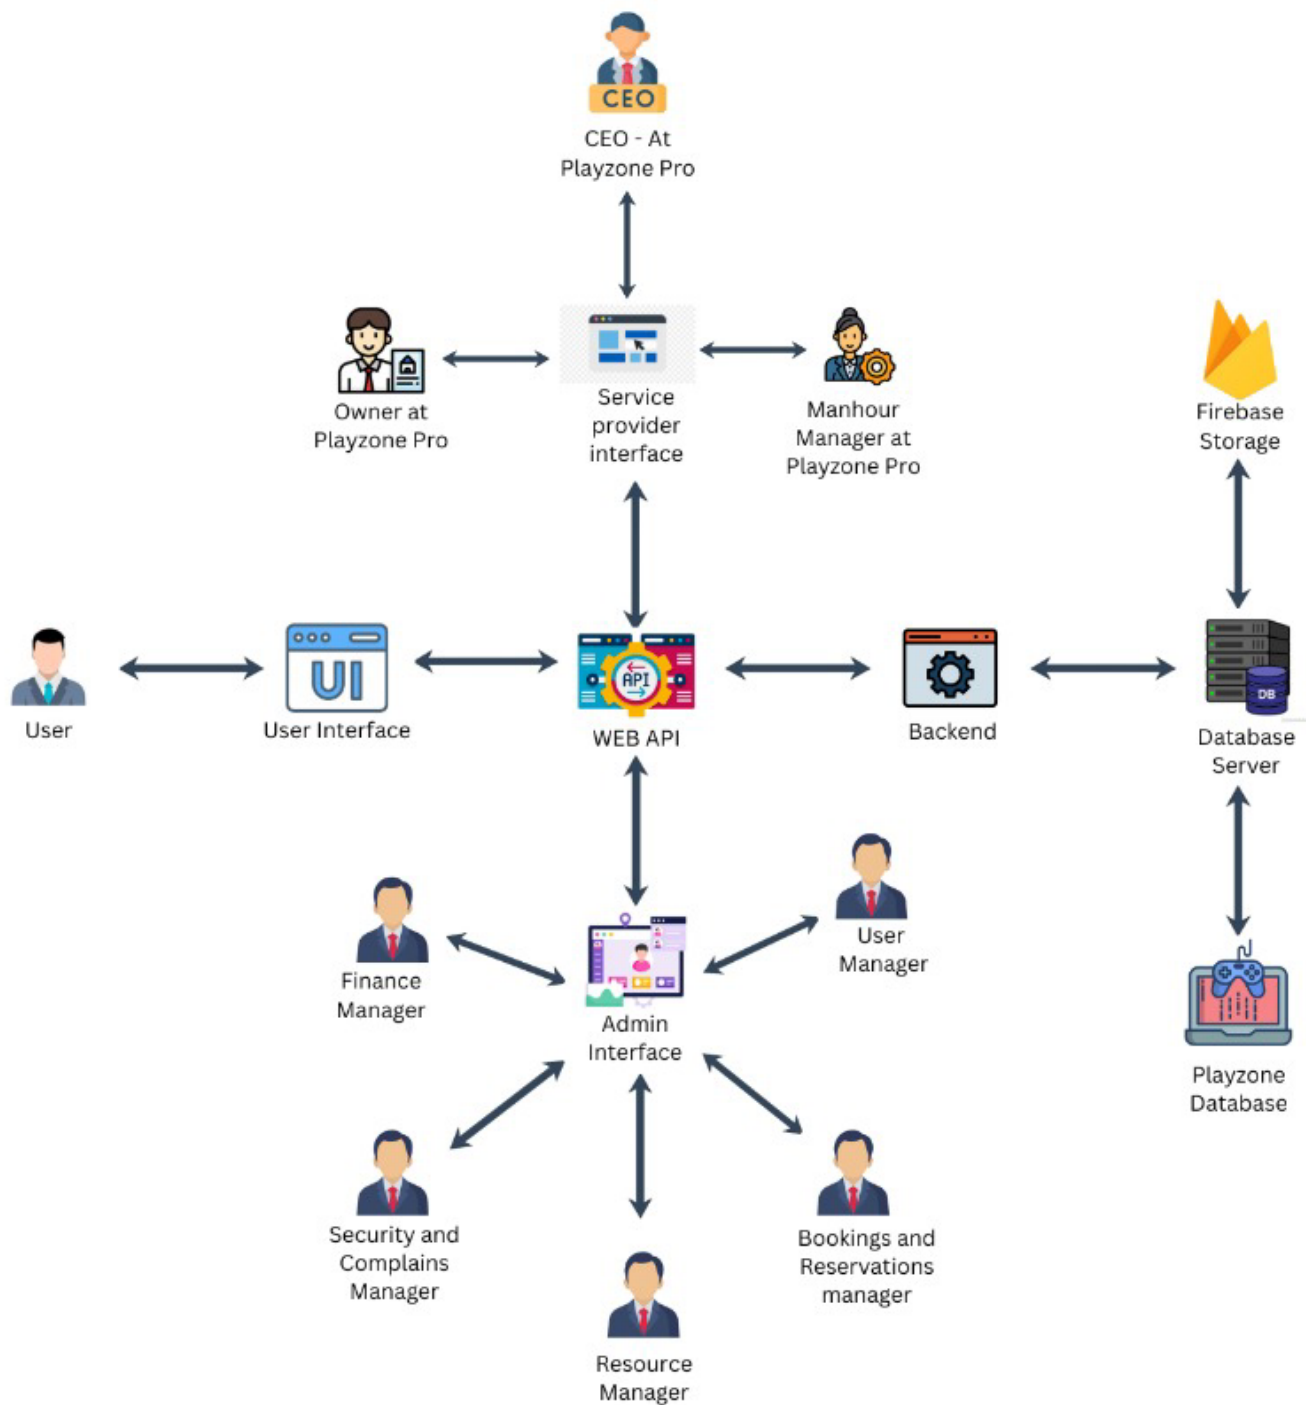 CEO
CEO - At
Playzone Pro
Owner at
Playzone Pro
Service
provider
interface
Manhour
Manager at
Playzone Pro
Firebase
Storage
User
UI
User Interface
API
WEB API
Backend
DB
Database
Server
Finance
Manager
User
Manager
Admin
Interface
Playzone
Database
Security and
Complains
Manager
Bookings and
Reservations
manager
Resource
Manager